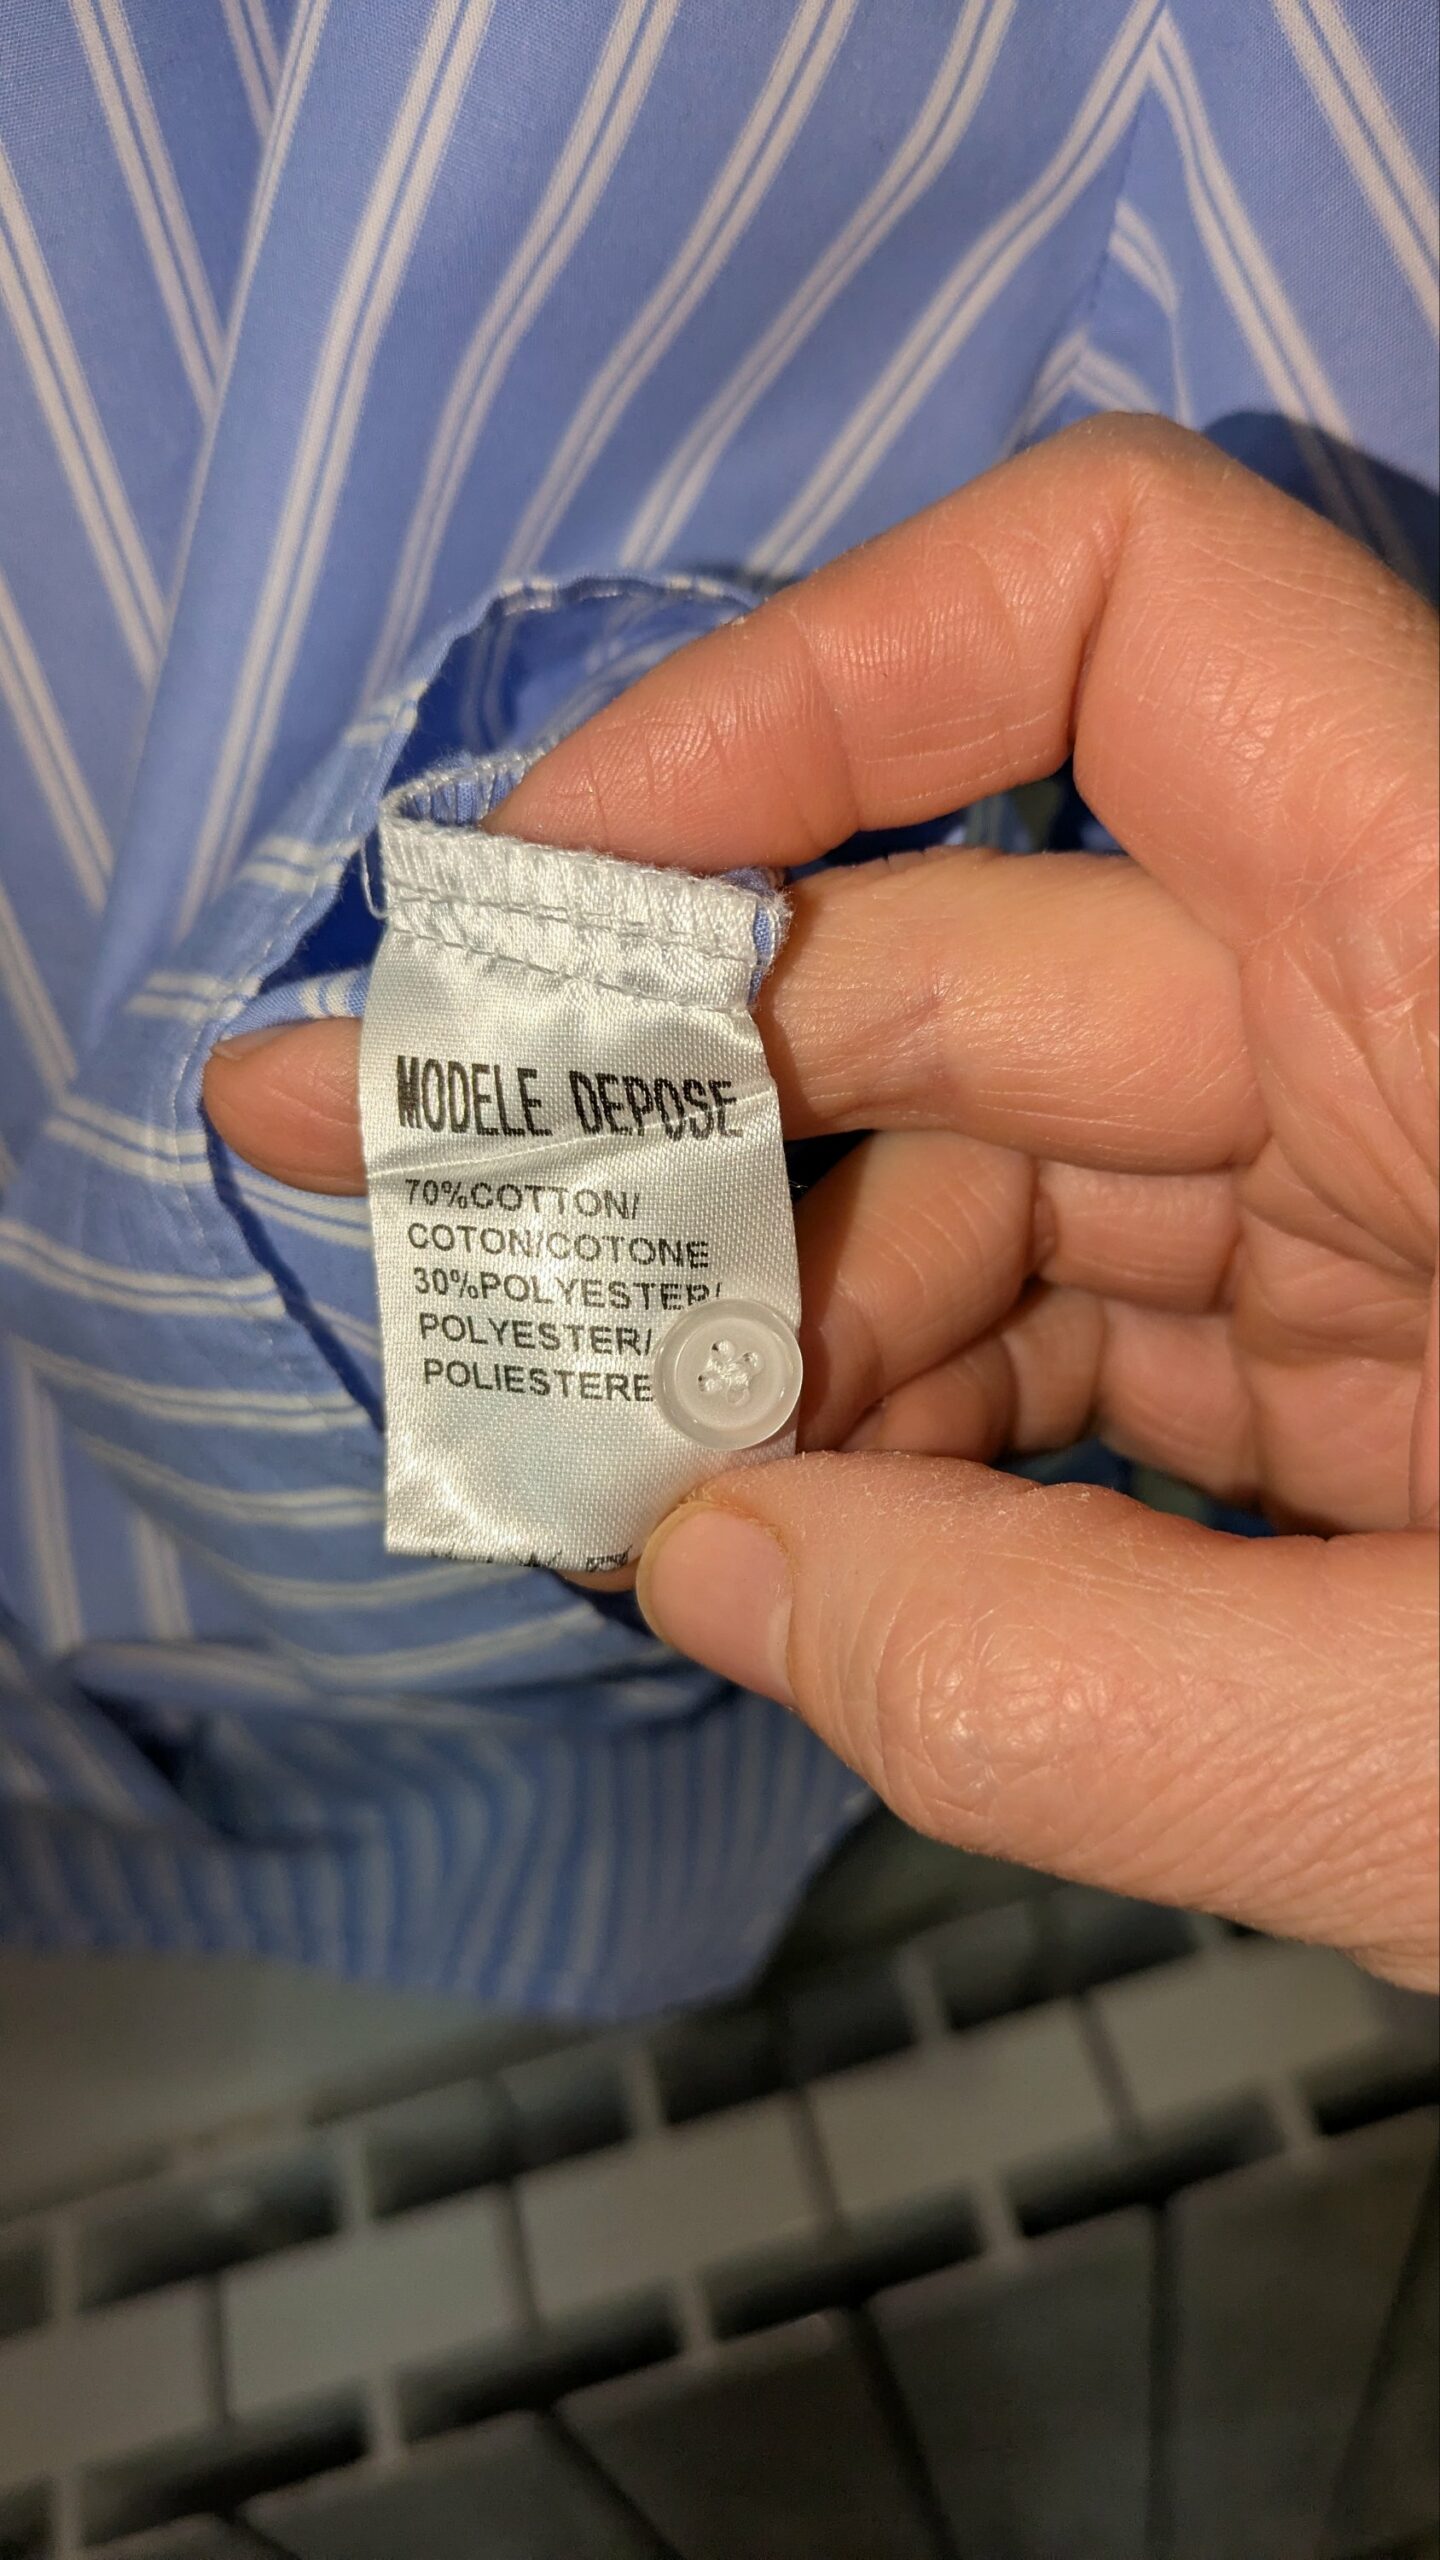 MODELE DEPOSE
70%COTTON/
COTON/COTONE
30%POLYESTER/
POLYESTER/
POLIESTERE